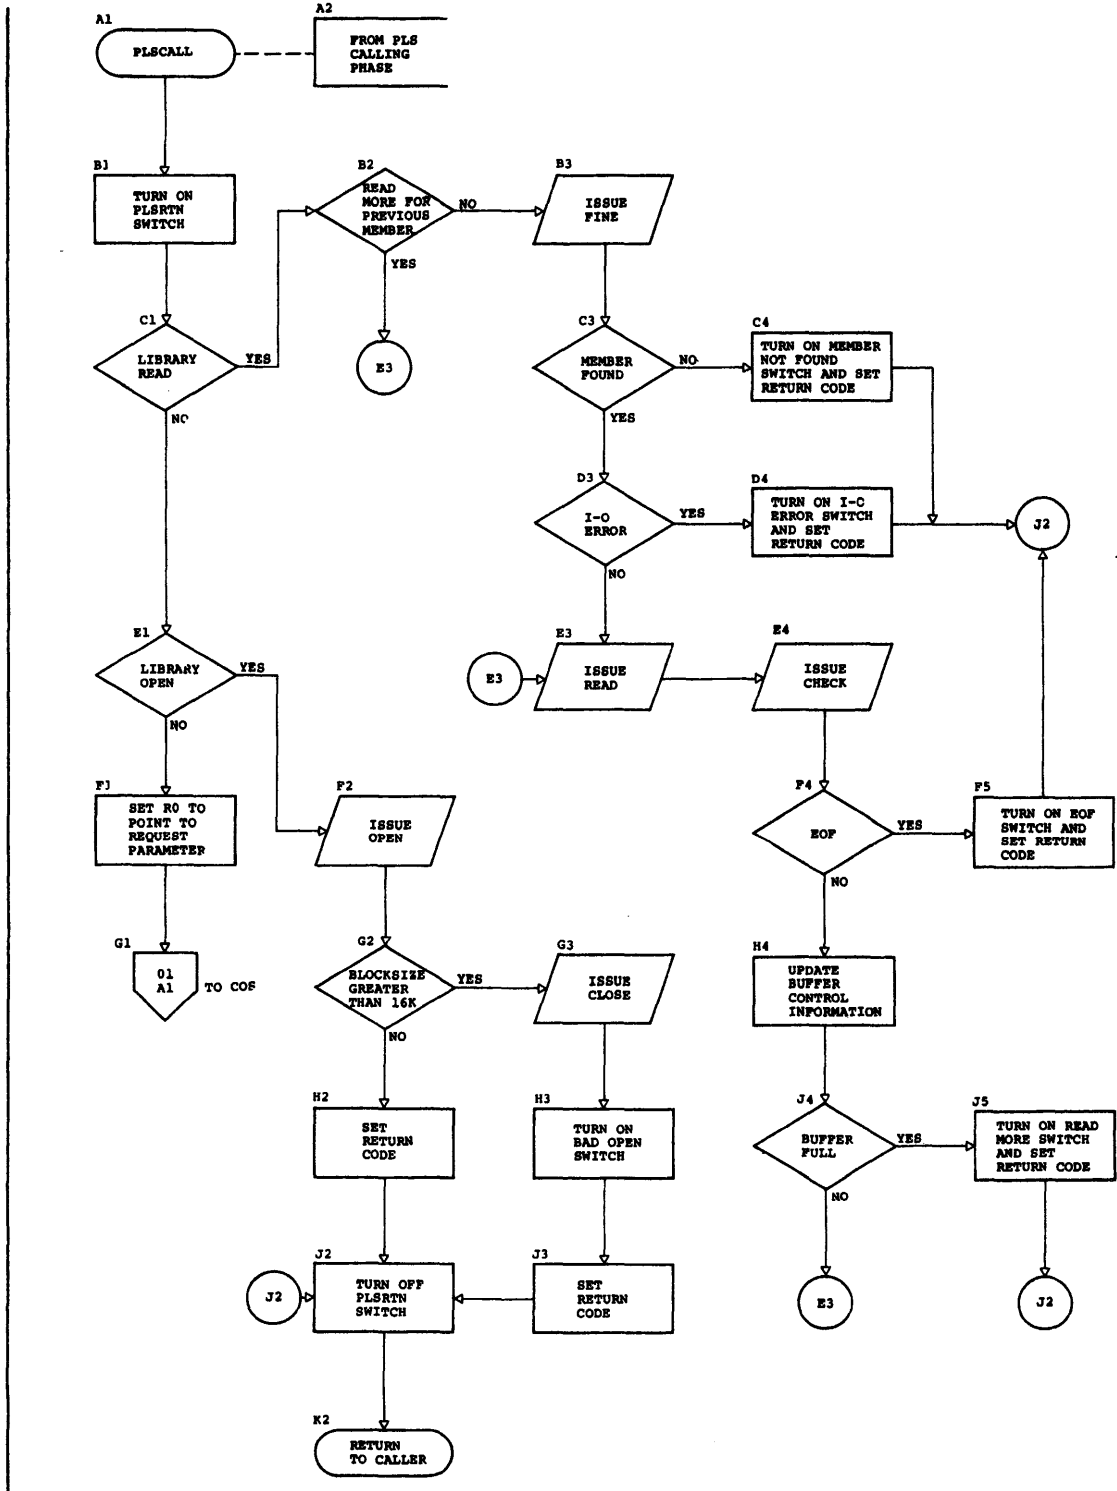 A1
PLSCALL
A2
FROM PLS
CALLING
PHASE
B1
TURN ON
PLSRTN
SWITCH
B2
READ
MORE FOR
PREVIOUS
MEMBER
NO
YES
B3
ISSUE
FINE
C1
LIBRARY
READ
YES
NO
E3
C3
MEMBER
FOUND
NO
YES
C4
TURN ON MEMBER
NOT FOUND
SWITCH AND SET
RETURN CODE
D3
I-O
ERROR
YES
NO
D4
TURN ON I-O
ERROR SWITCH
AND SET
RETURN CODE
J2
E1
LIBRARY
OPEN
YES
NO
E3
E3
ISSUE
READ
E4
ISSUE
CHECK
F1
SET R0 TO
POINT TO
REQUEST
PARAMETER
F2
ISSUE
OPEN
F4
EOF
YES
NO
F5
TURN ON EOF
SWITCH AND
SET RETURN
CODE
G1
01
A1
TO COS
G2
BLOCKSIZE
GREATER
THAN 16K
YES
NO
G3
ISSUE
CLOSE
H4
UPDATE
BUFFER
CONTROL
INFORMATION
H2
SET
RETURN
CODE
H3
TURN ON
BAD OPEN
SWITCH
J4
BUFFER
FULL
YES
NO
J5
TURN ON READ
MORE SWITCH
AND SET
RETURN CODE
J2
J2
TURN OFF
PLSRTN
SWITCH
J3
SET
RETURN
CODE
E3
J2
K2
RETURN
TO CALLER